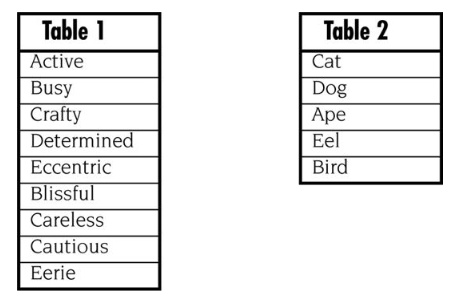 Table 1
Active
Busy
Crafty
Determined
Eccentric
Blissful
Careless
Cautious
Eerie
Table 2
Cat
Dog
Ape
Eel
Bird